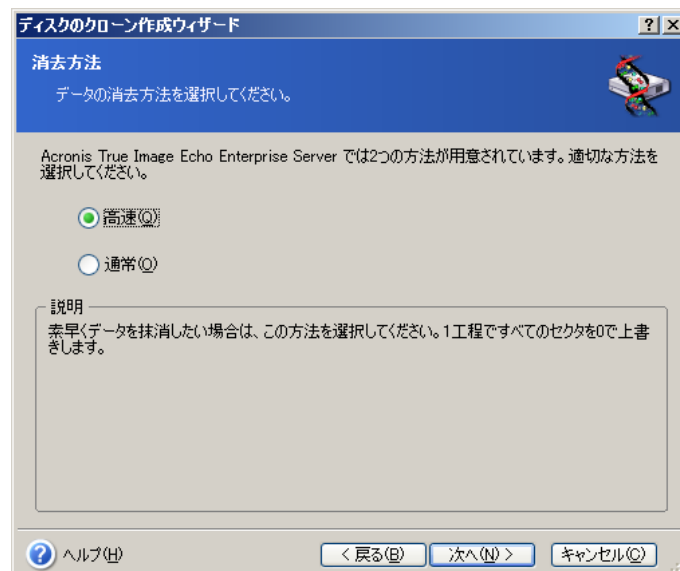 ディスクのクローン作成ウィザード
消去方法
データの消去方法を選択してください。
Acronis True Image Echo Enterprise Server では2つの方法が用意されています。適切な方法を
選択してください。
高速(Q)
通常(O)
説明
素早くデータを抹消したい場合は、この方法を選択してください。1工程ですべてのセクタを0で上書
きします。
ヘルプ(H)
< 戻る(B)
次へ(N) >
キャンセル(C)